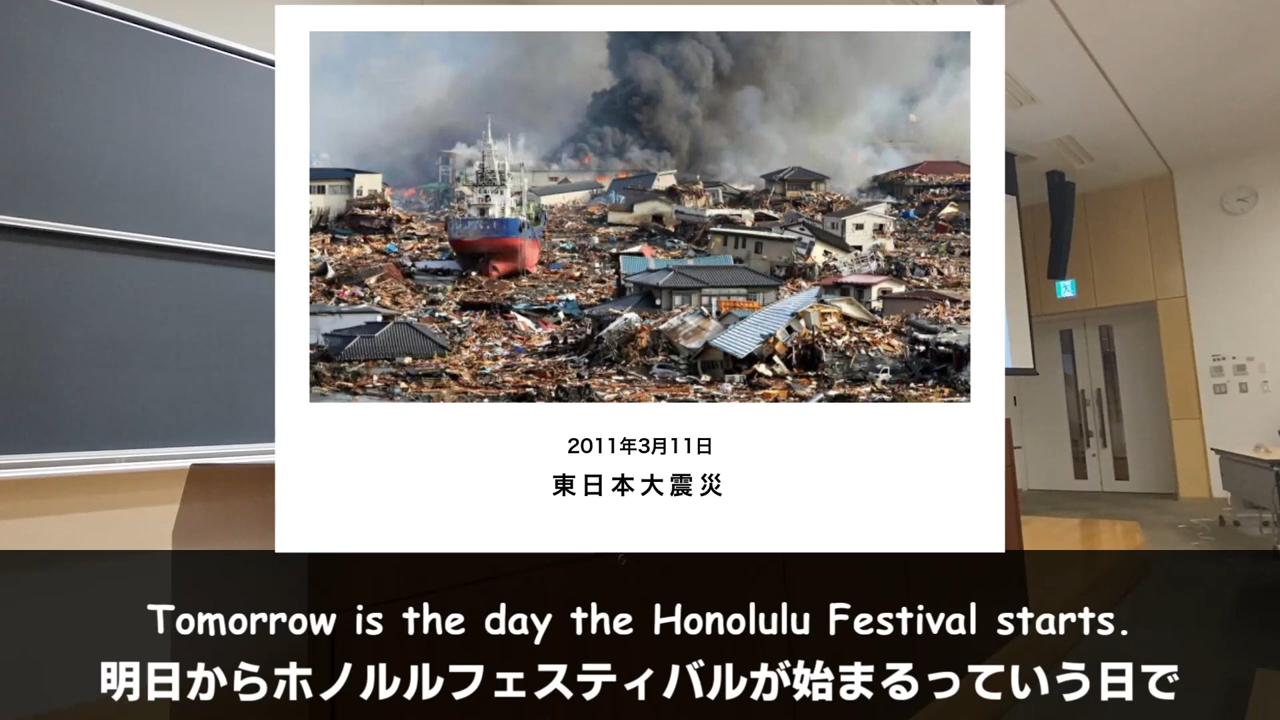 2011年3月11日
東日本大震災
Tomorrow is the day the Honolulu Festival starts.
明日からホノルルフェスティバルが始まるっていう日で